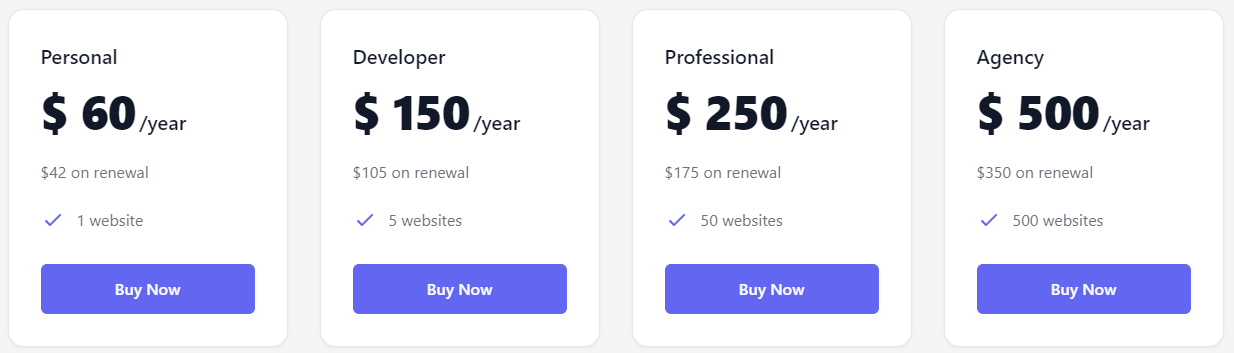 Personal
$ 60 /year
$42 on renewal
1 website
Buy Now
Developer
$ 150 /year
$105 on renewal
5 websites
Buy Now
Professional
$ 250 /year
$175 on renewal
50 websites
Buy Now
Agency
$ 500 /year
$350 on renewal
500 websites
Buy Now